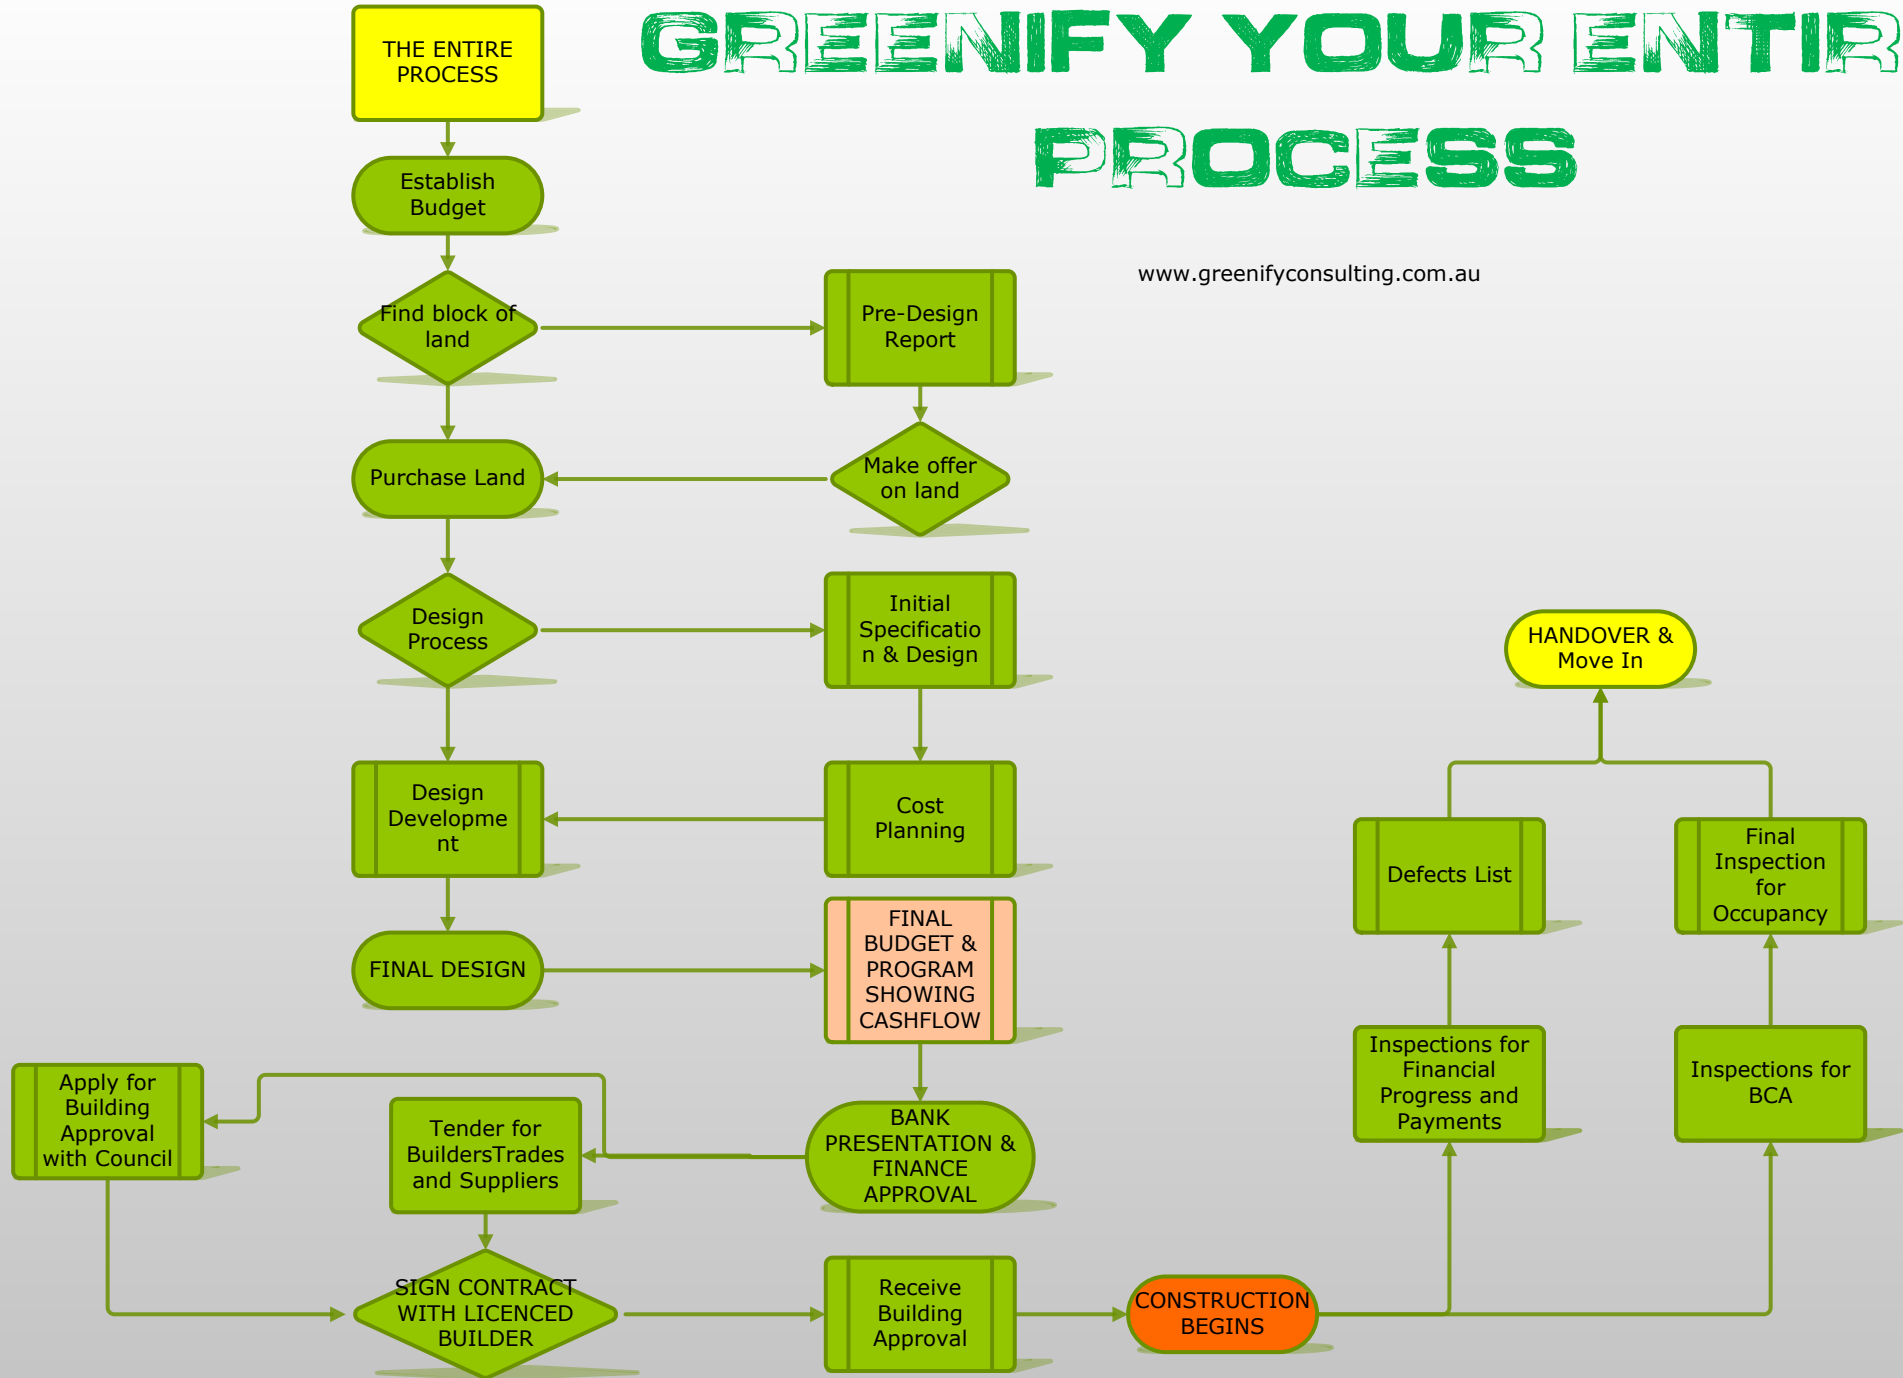 GREENIFY YOUR ENTIR
PROCESS
www.greenifyconsulting.com.au
THE ENTIRE
PROCESS
Establish
Budget
Find block of
land
Pre-Design
Report
Purchase Land
Make offer
on land
Design
Process
Initial
Specificatio
n & Design
Design
Developme
nt
Cost
Planning
FINAL DESIGN
FINAL
BUDGET &
PROGRAM
SHOWING
CASHFLOW
BANK
PRESENTATION &
FINANCE
APPROVAL
Apply for
Building
Approval
with Council
Tender for
BuildersTrades
and Suppliers
SIGN CONTRACT
WITH LICENCED
BUILDER
Receive
Building
Approval
CONSTRUCTION
BEGINS
Inspections for
Financial
Progress and
Payments
Inspections for
BCA
Defects List
Final
Inspection
for
Occupancy
HANDOVER &
Move In